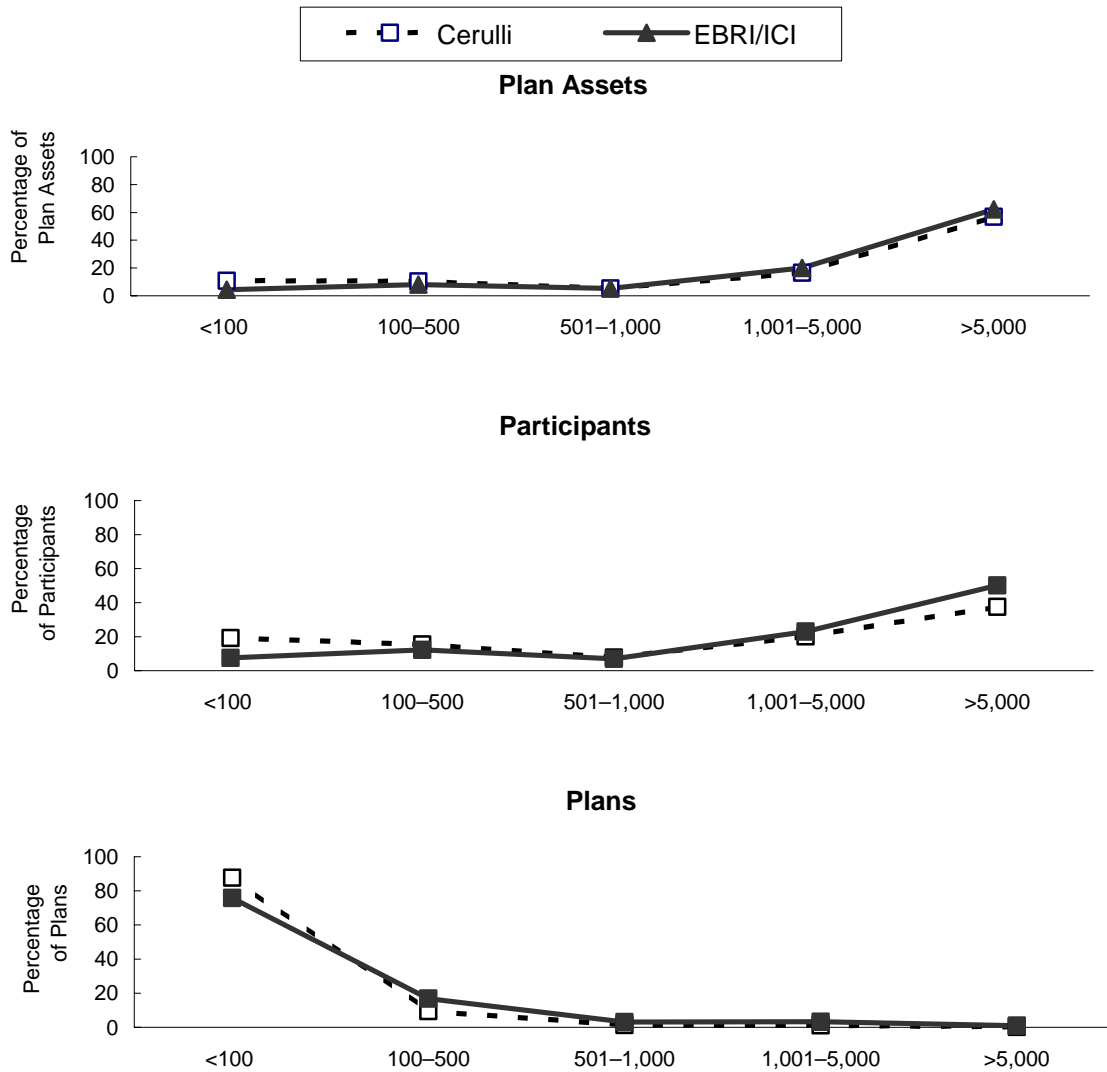 Cerulli EBRI/ICI
Plan Assets
Percentage of
Plan Assets
100
80
60
40
20
0
<100 100–500 501–1,000 1,001–5,000 >5,000
Participants
Percentage
of Participants
100
80
60
40
20
0
<100 100–500 501–1,000 1,001–5,000 >5,000
Plans
Percentage
of Plans
100
80
60
40
20
0
<100 100–500 501–1,000 1,001–5,000 >5,000